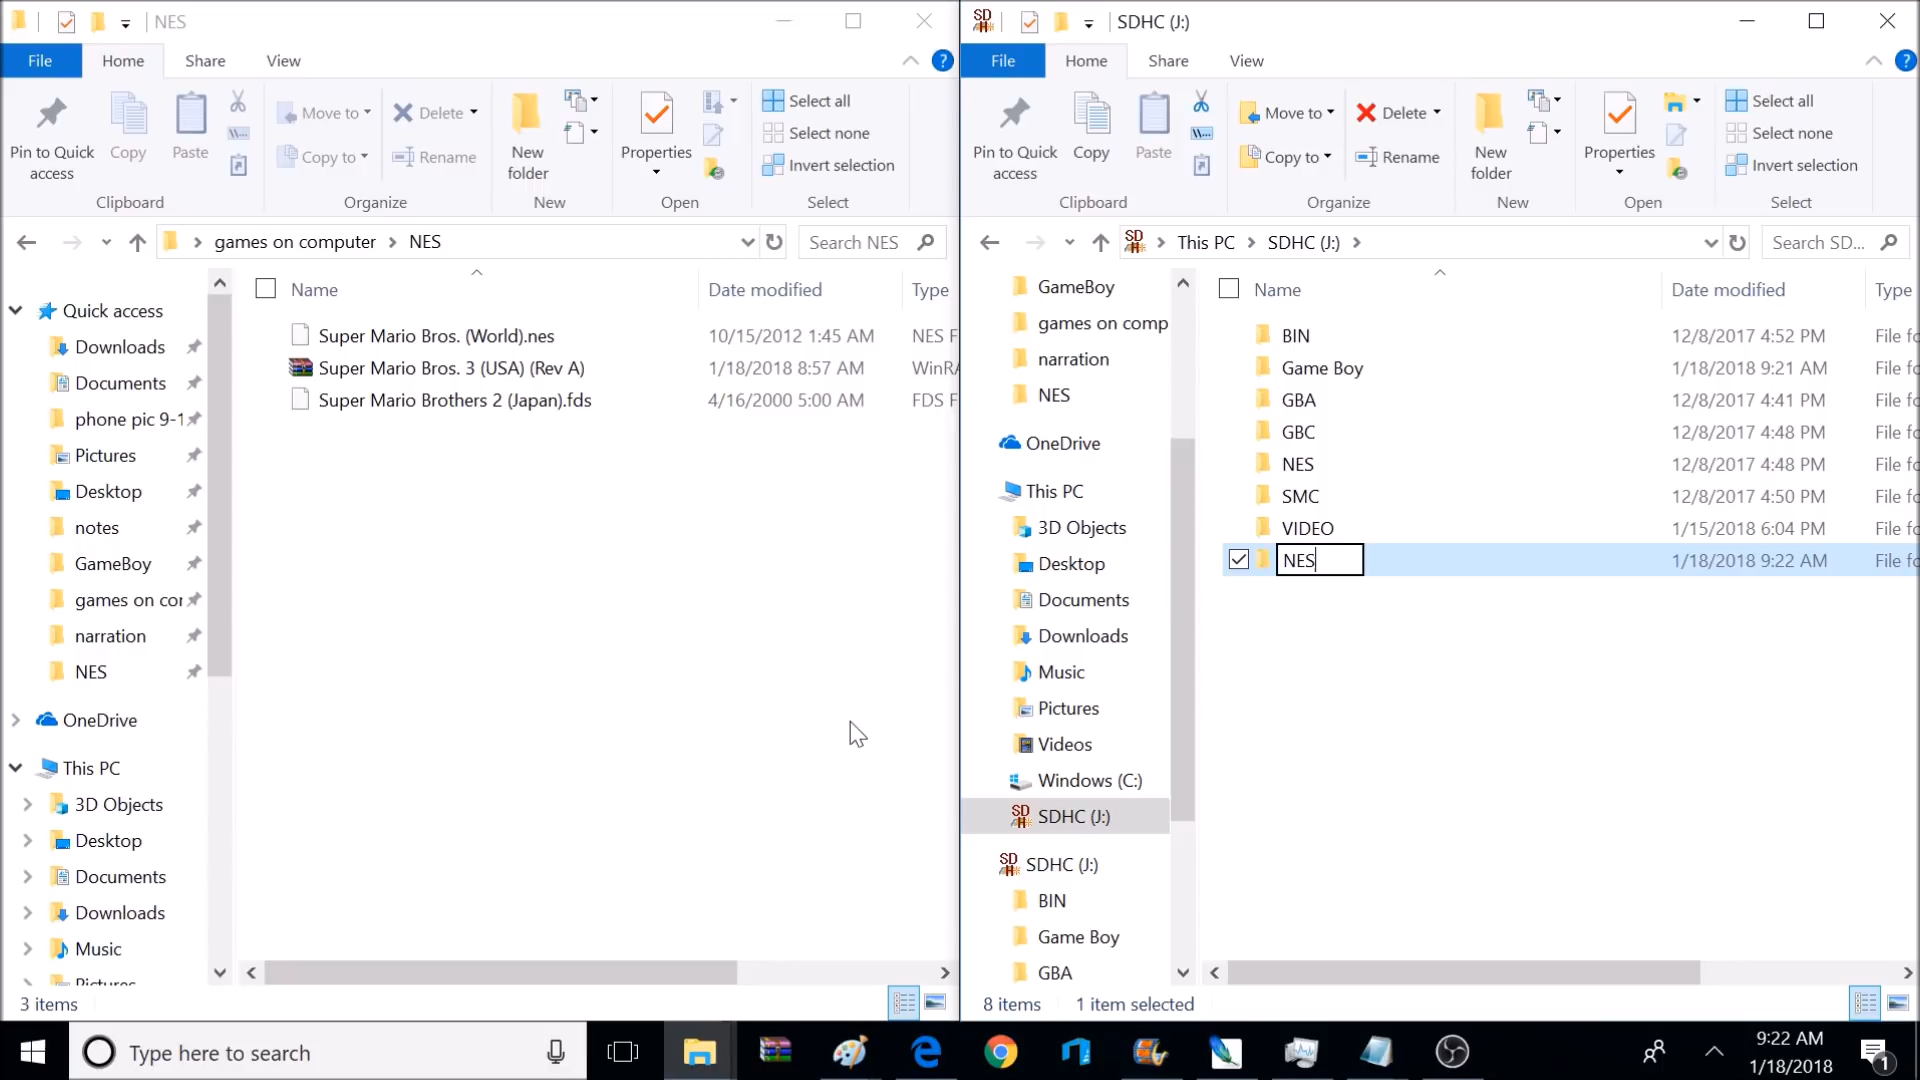 NES
File Home Share View
Pin to Quick access
Copy
Paste
Clipboard
Move to
Copy to
Delete
Rename
Organize
New folder
New
Properties
Open
Select all
Select none
Invert selection
Select
games on computer NES
Search NES
Quick access
Downloads
Documents
phone pic 9-1
Pictures
Desktop
notes
GameBoy
games on cor
narration
NES
OneDrive
This PC
3D Objects
Desktop
Documents
Downloads
Music
Pictures
Name Date modified Type
Super Mario Bros. (World).nes 10/15/2012 1:45 AM NES F
Super Mario Bros. 3 (USA) (Rev A) 1/18/2018 8:57 AM WinRA
Super Mario Brothers 2 (Japan).fds 4/16/2000 5:00 AM FDS F
3 items
SD SDHC (J:)
File Home Share View
Pin to Quick access
Copy
Paste
Clipboard
Move to
Copy to
Delete
Rename
Organize
New folder
New
Properties
Open
Select all
Select none
Invert selection
Select
SD This PC SDHC (J:)
Search SD...
GameBoy
games on comp
narration
NES
OneDrive
This PC
3D Objects
Desktop
Documents
Downloads
Music
Pictures
Videos
Windows (C:)
SD SDHC (J:)
SD SDHC (J:)
BIN
Game Boy
GBA
Name Date modified Type
BIN 12/8/2017 4:52 PM File fo
Game Boy 1/18/2018 9:21 AM File fo
GBA 12/8/2017 4:41 PM File fo
GBC 12/8/2017 4:48 PM File fo
NES 12/8/2017 4:48 PM File fo
SMC 12/8/2017 4:50 PM File fo
VIDEO 1/15/2018 6:04 PM File fo
NES 1/18/2018 9:22 AM File fo
8 items 1 item selected
Type here to search
9:22 AM
1/18/2018
1